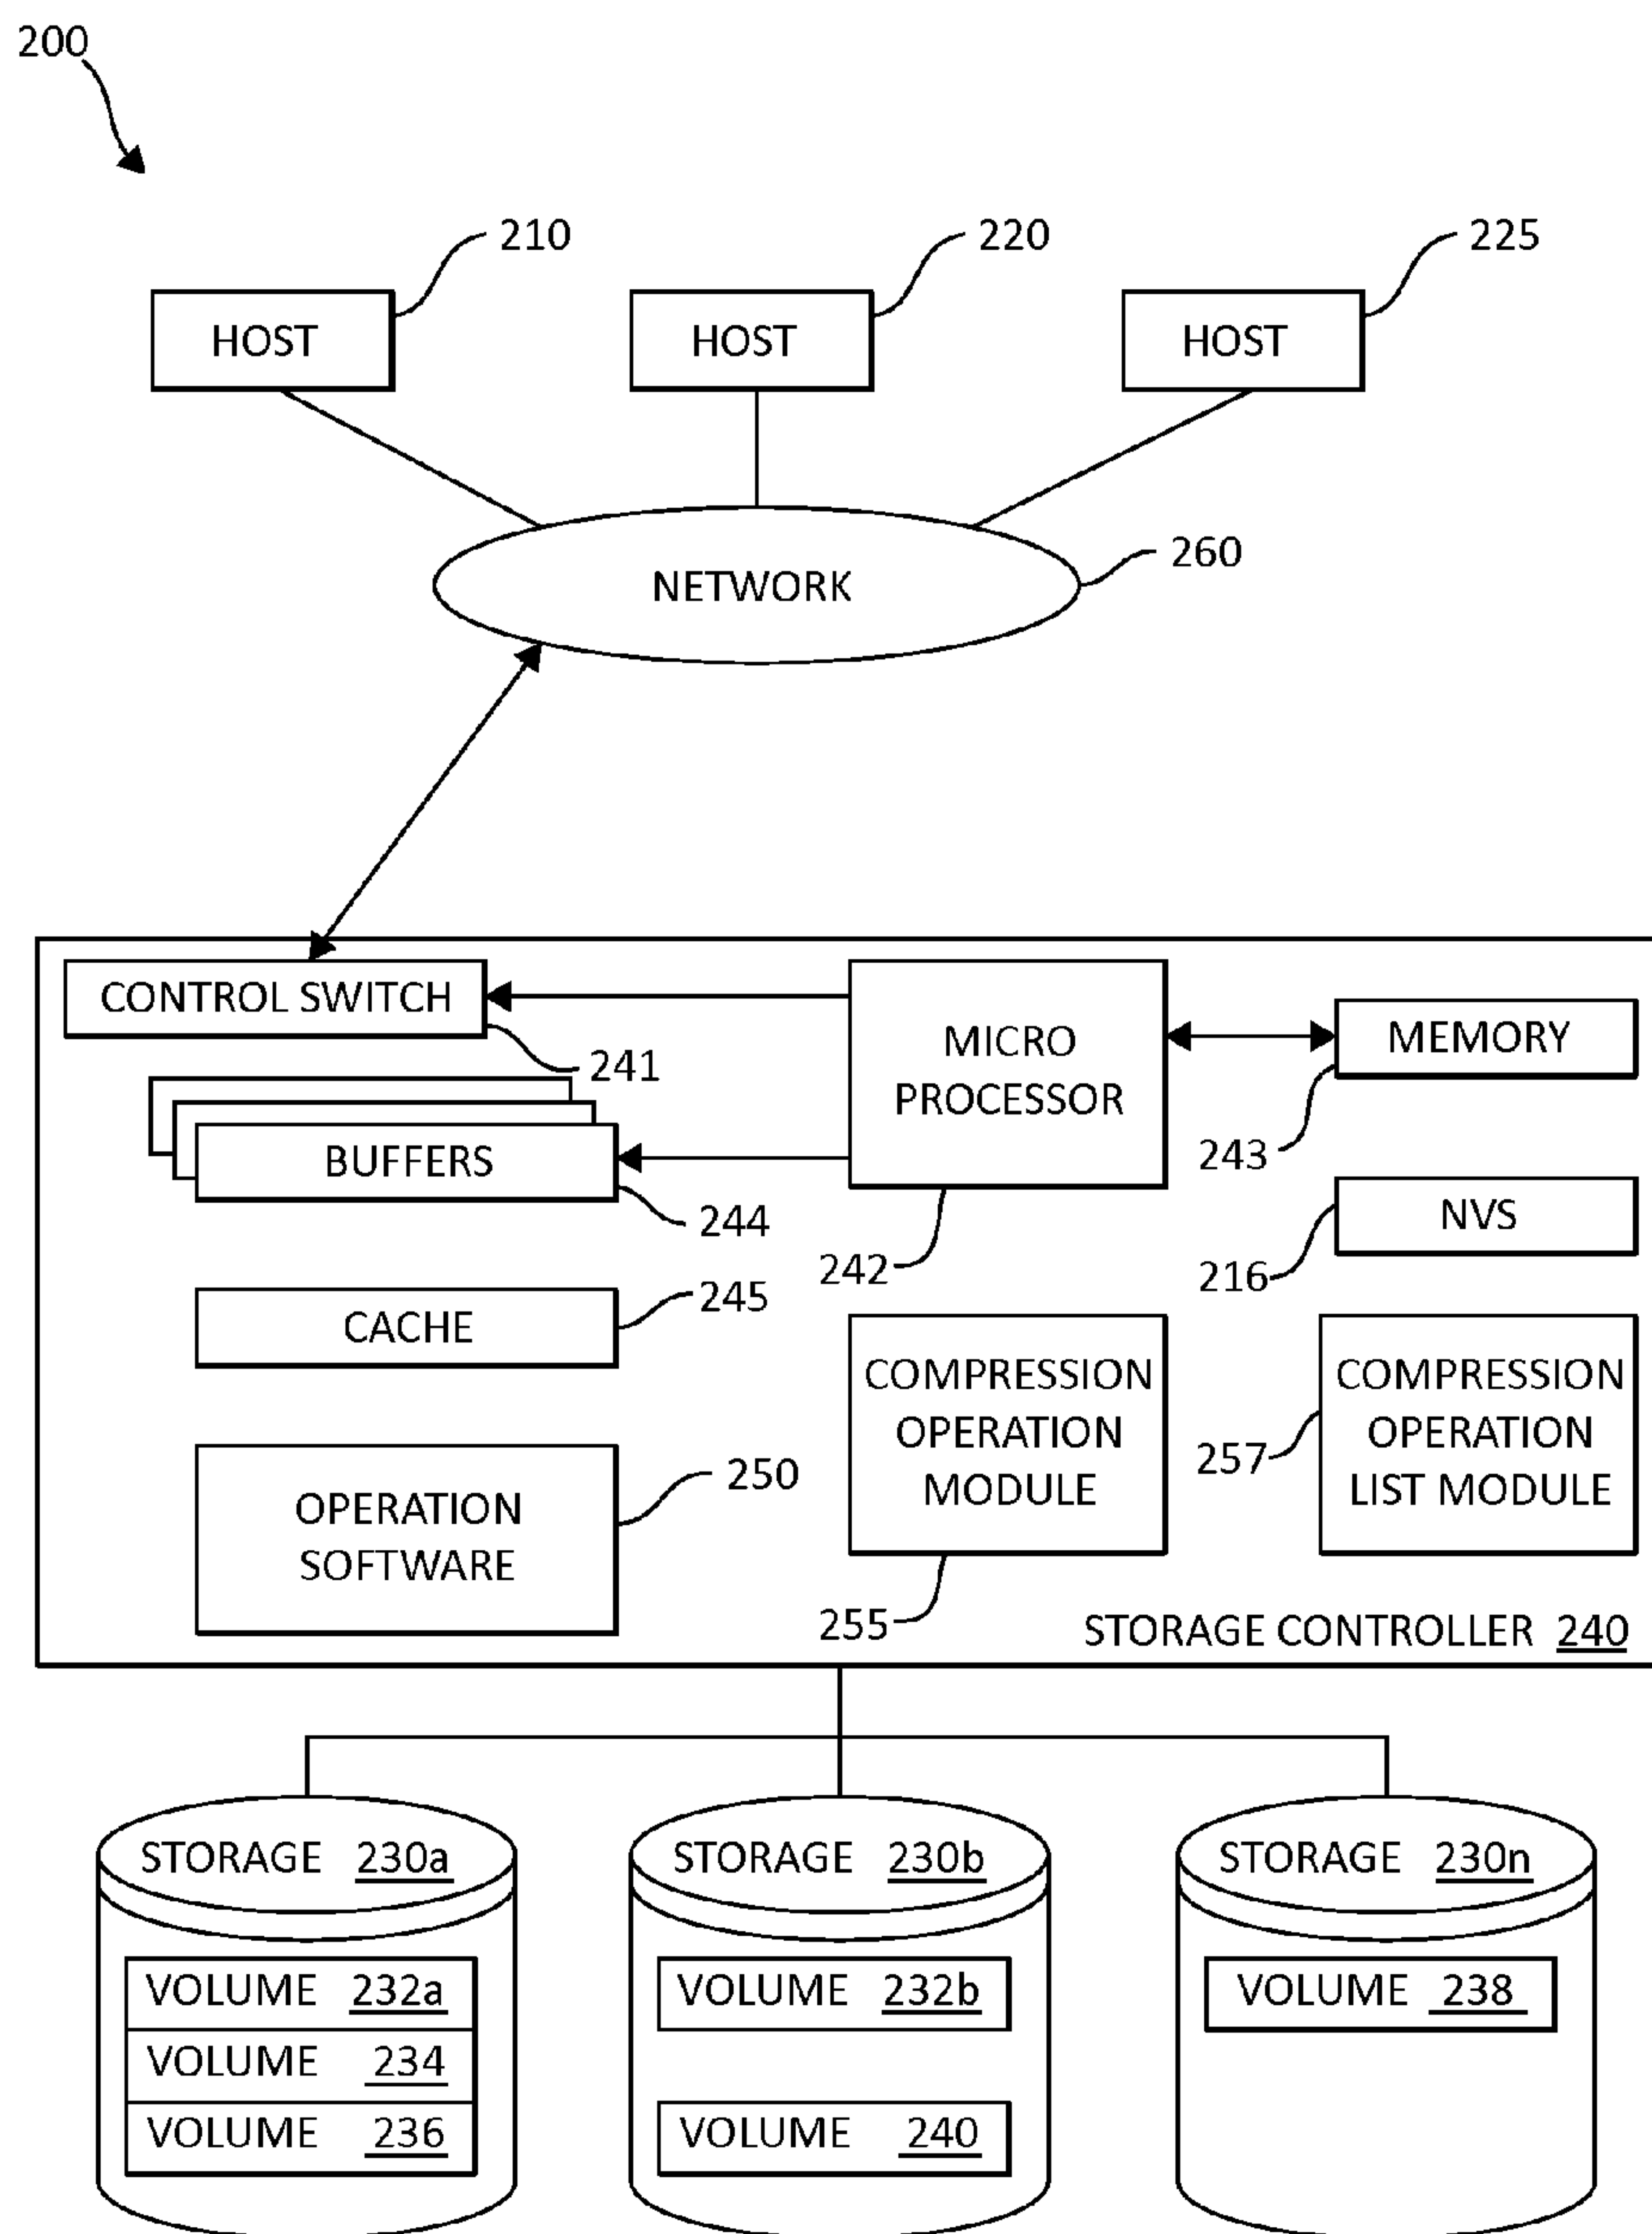 200
210
220
225
HOST
HOST
HOST
260
NETWORK
CONTROL SWITCH
241
MICRO
PROCESSOR
MEMORY
243
BUFFERS
244
242
NVS
216
CACHE
245
COMPRESSION
OPERATION
MODULE
255
COMPRESSION
OPERATION
LIST MODULE
257
OPERATION
SOFTWARE
250
STORAGE CONTROLLER 240
STORAGE 230a
VOLUME 232a
VOLUME 234
VOLUME 236
STORAGE 230b
VOLUME 232b
VOLUME 240
STORAGE 230n
VOLUME 238